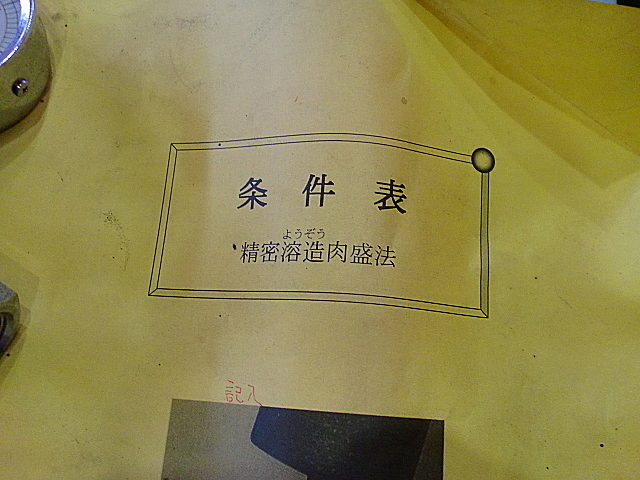 条件表
ようぞう
精密溶造肉盛法
記入